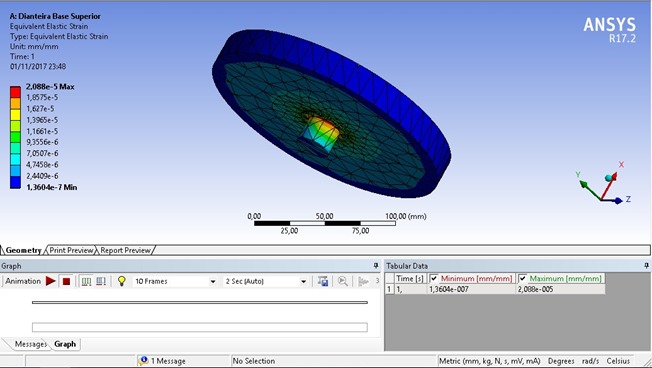 A: Dianteira Base Superior
Equivalent Elastic Strain
Type: Equivalent Elastic Strain
Unit: mm/mm
Time: 1
01/11/2017 23:48
2,088e-5 Max
1,8575e-5
1,627e-5
1,3965e-5
1,1661e-5
9,3556e-6
7,0507e-6
4,7458e-6
2,4409e-6
1,3604e-7 Min
ANSYS
R17.2
X
Y
Z
0,00 50,00 100,00 (mm)
25,00 75,00
Geometry Print Preview Report Preview
Graph
Animation 10 Frames 2 Sec (Auto) 3
Messages Graph
Tabular Data
Time [s] Minimum [mm/mm] Maximum [mm/mm]
1 1, 1,3604e-007 2,088e-005
1 Message No Selection Metric (mm, kg, N, s, mV, mA) Degrees rad/s Celsius